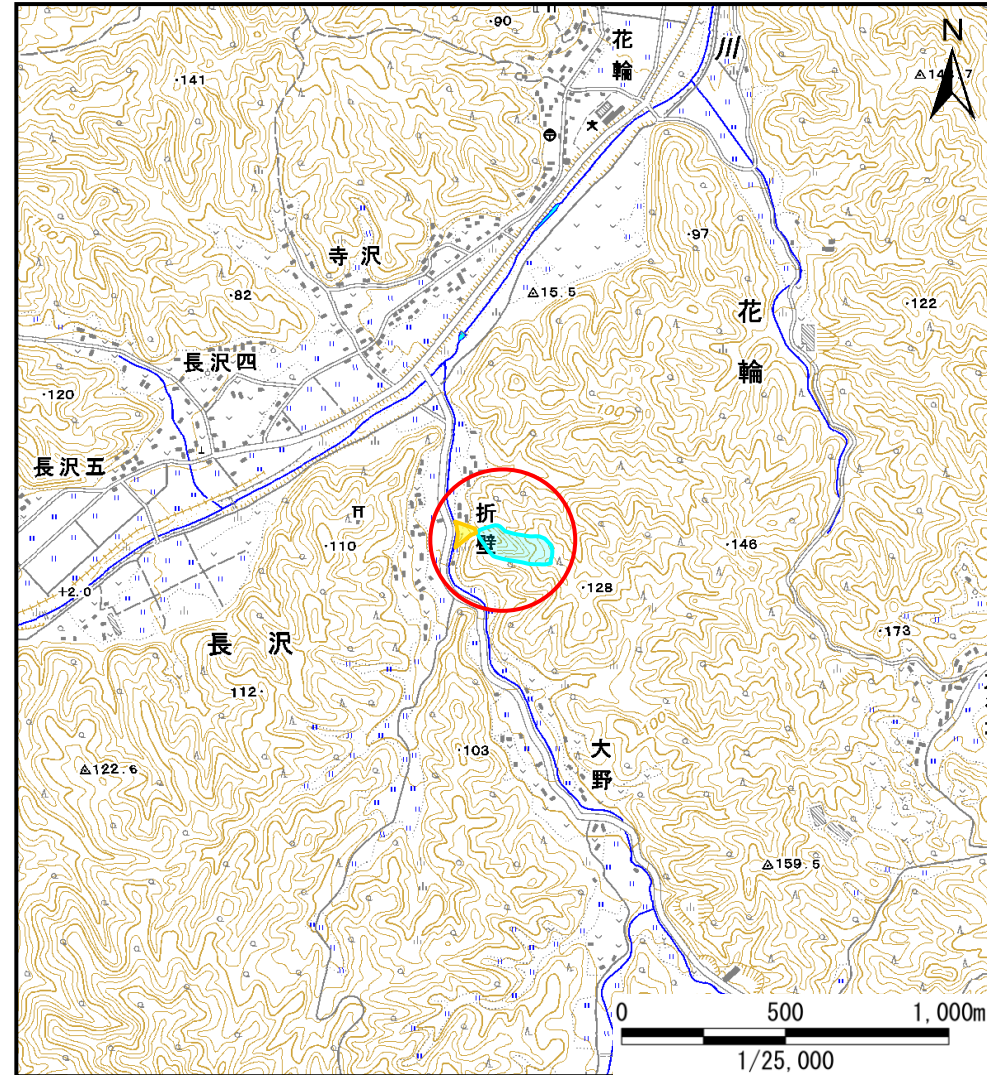 ・90
花輪
川
N
・141
寺沢
・97
・82
△15.5
・122
花輪
長沢四
・120
100
長沢五
折壁
・110
・146
・128
+2.0
・173
長沢
112・
100
・103
大野
△122.6
△159.5
0 500 1,000m
1/25,000